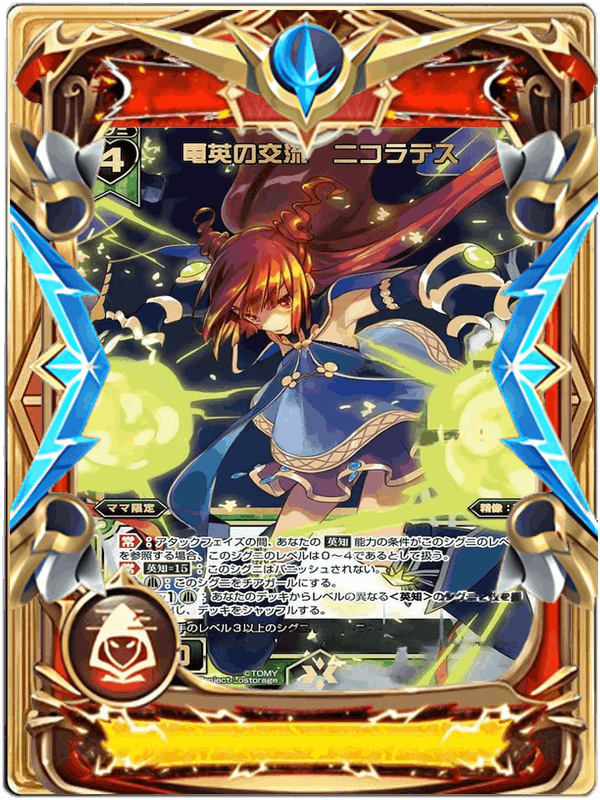 4
電英の交流 ニコラテス
ママ限定
精像:
常:アタックフェイズの間、あなたの 英知 能力の条件がこのシグニのレベ
を参照する場合、このシグニのレベルは0～4であるとして扱う。
英知=15:このシグニはバニッシュされない。
:このシグニをチアガールにする。
1:あなたのデッキからレベルの異なる<英知>のシグニを
じ、デッキをシャッフルする。
手のレベル3以上のシグニ
©TOMY
oject Lostorage